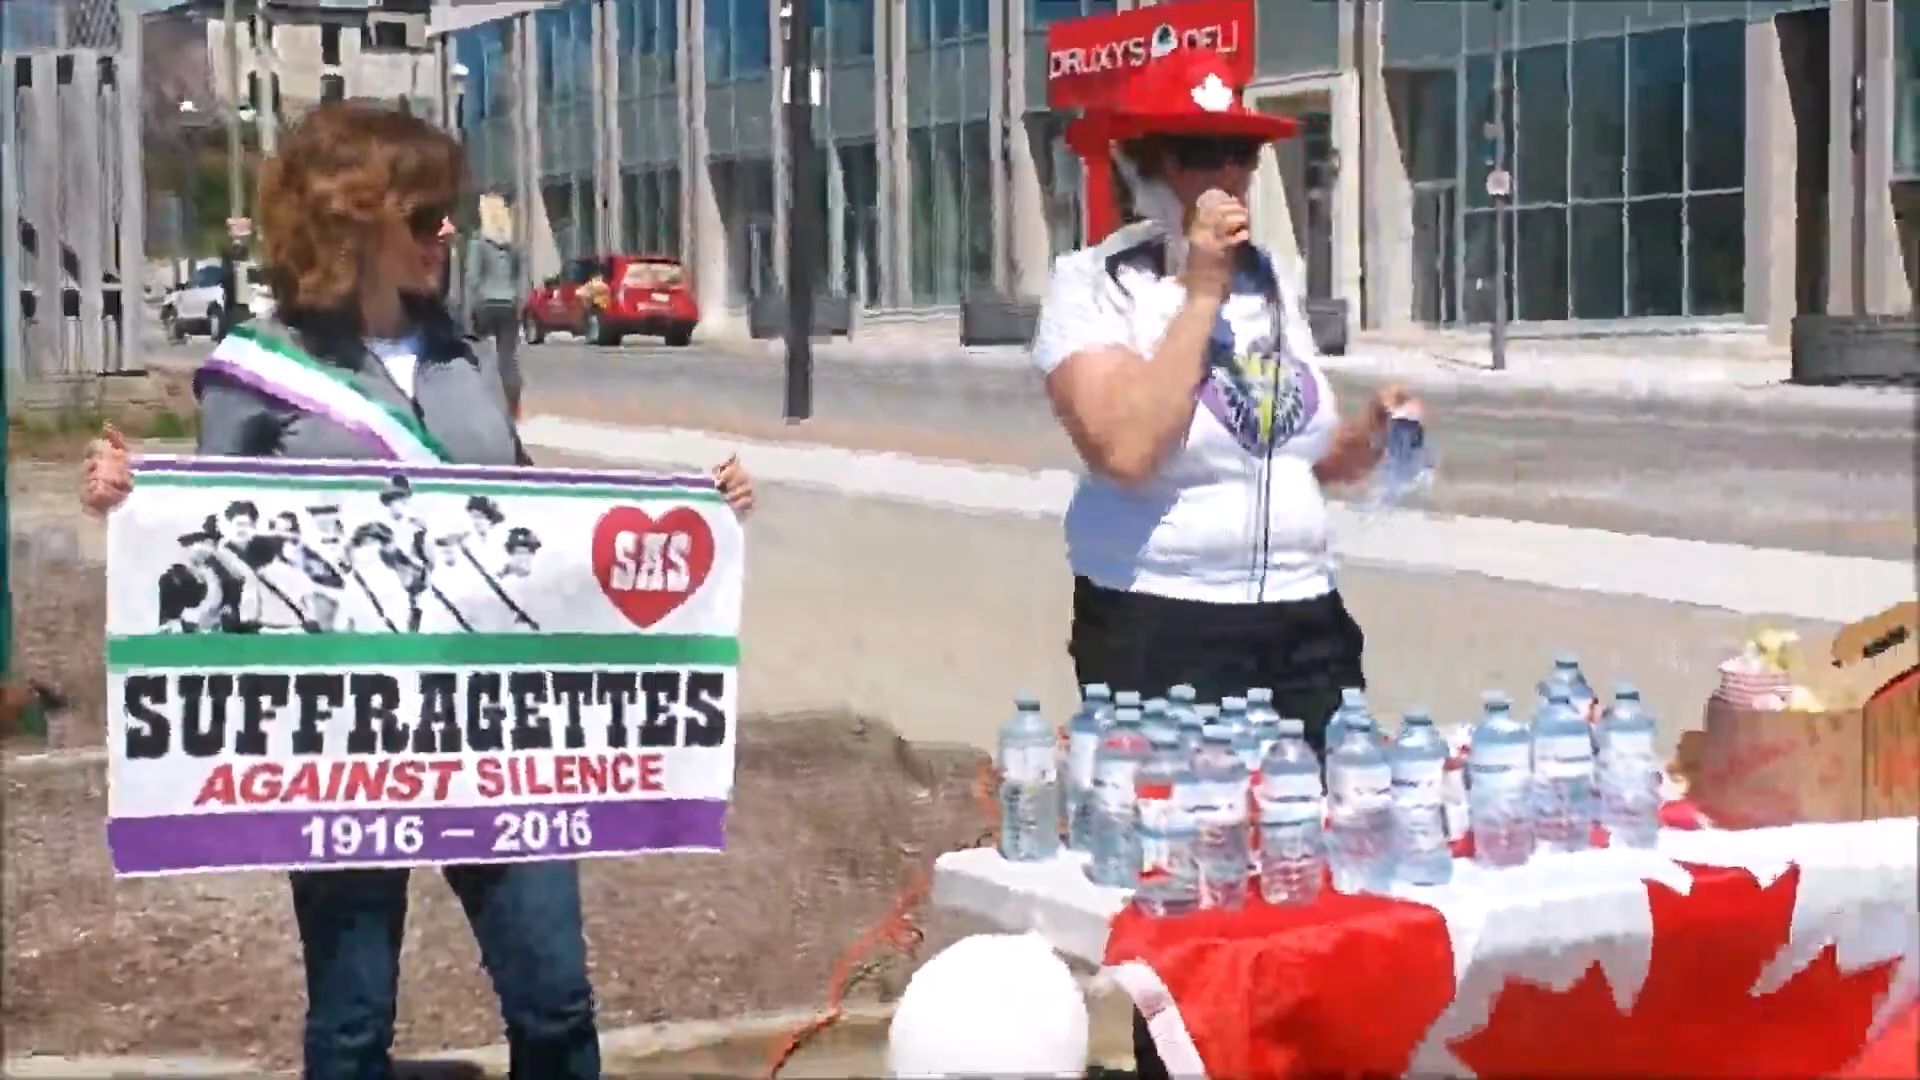 DRUXYS DELI
SAS
SUFFRAGETTES
AGAINST SILENCE
1916 – 2016